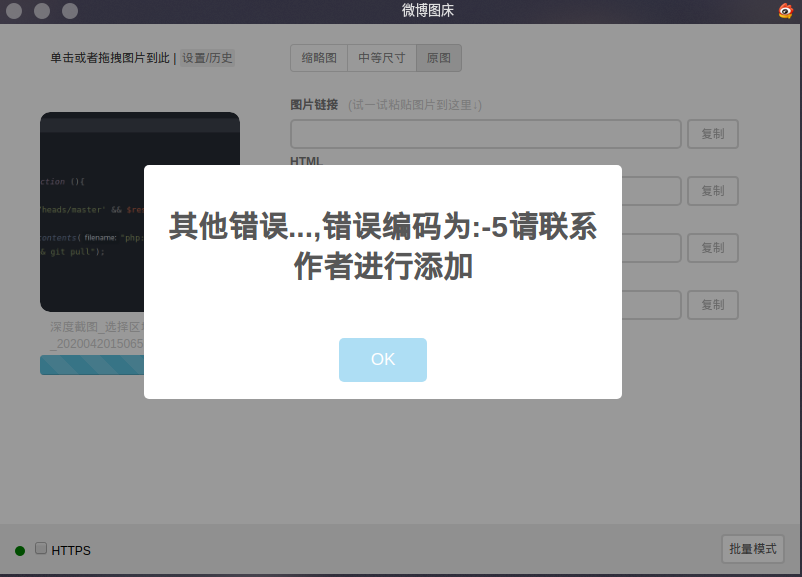 微博图床
单击或者拖拽图片到此 | 设置/历史
缩略图 中等尺寸 原图
图片链接 (试一试粘贴图片到这里↓)
复制
HTML
复制
复制
复制
ction (){
'heads/master' && $res
contents( filename: "php:
& git pull");
深度截图_选择区
_2020042015065
其他错误...,错误编码为:-5请联系
作者进行添加
OK
HTTPS
批量模式